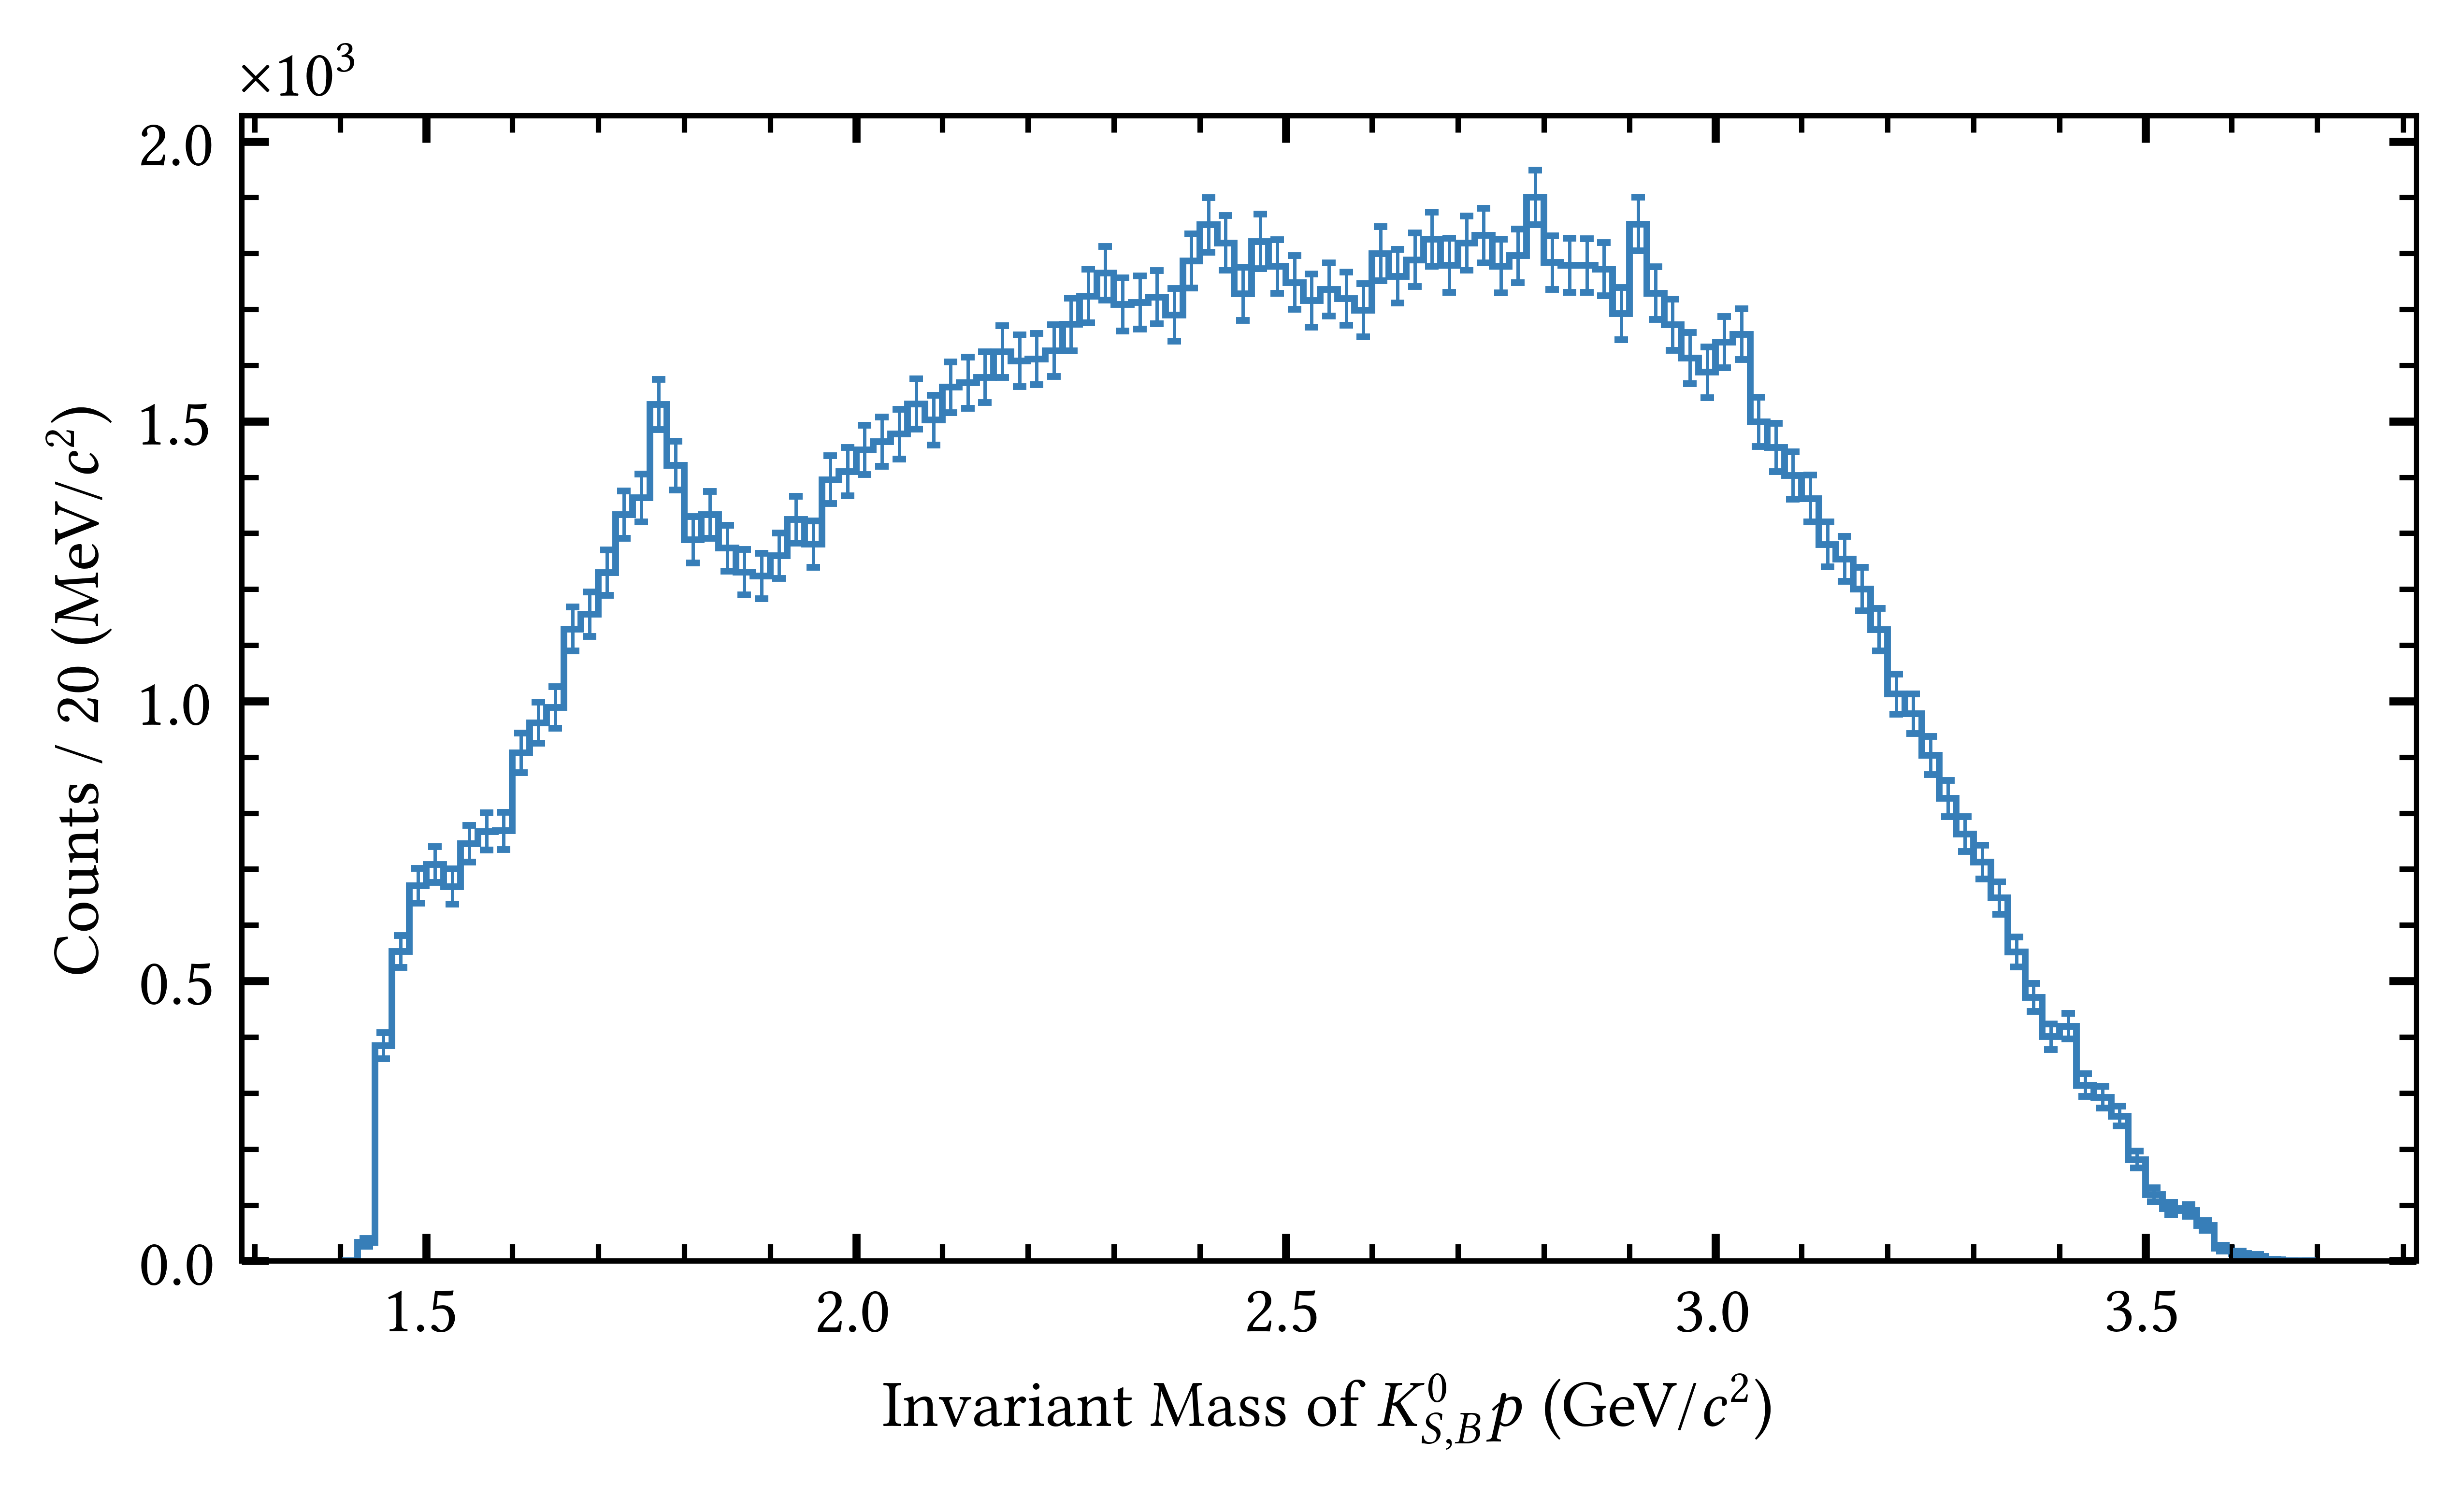 ×10³
2.0
1.5
1.0
0.5
0.0
Counts / 20 (MeV/c²)
1.5 2.0 2.5 3.0 3.5
Invariant Mass of K⁰_{S,B} p (GeV/c²)